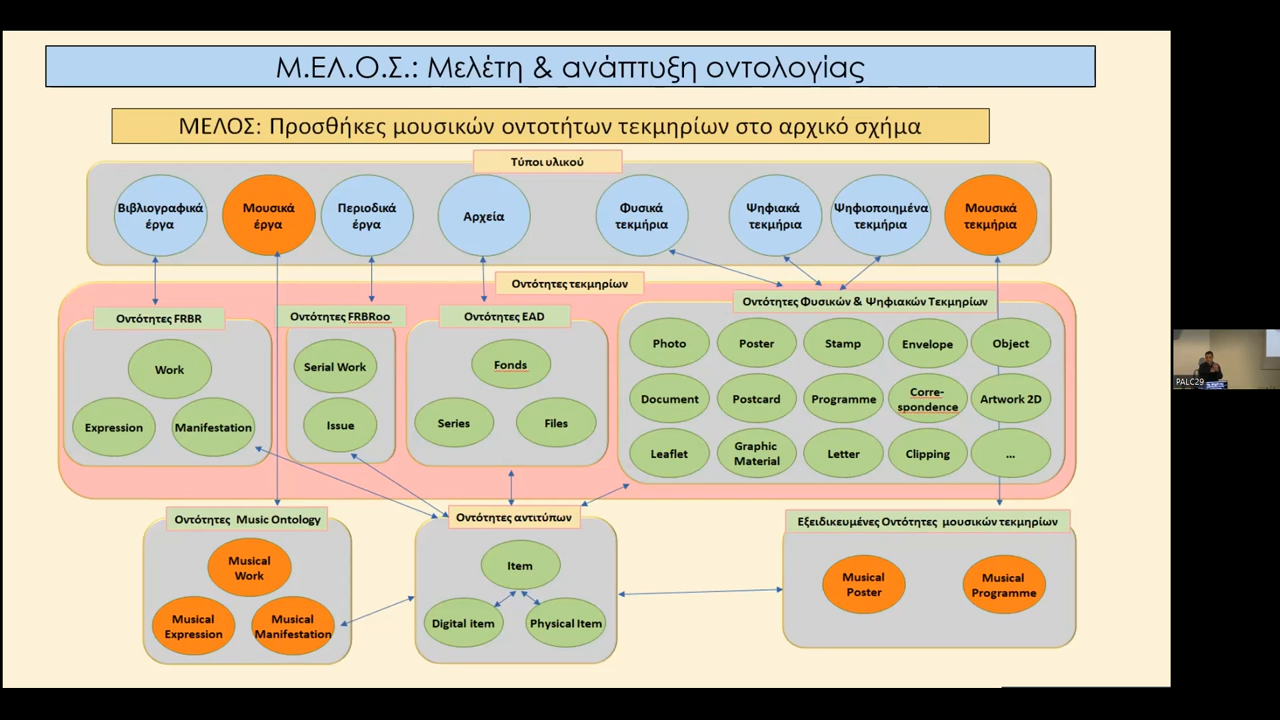 Μ.ΕΛ.Ο.Σ.: Μελέτη & ανάπτυξη οντολογίας
ΜΕΛΟΣ: Προσθήκες μουσικών οντοτήτων τεκμηρίων στο αρχικό σχήμα
Τύποι υλικού
Βιβλιογραφικά
έργα
Μουσικά
έργα
Περιοδικά
έργα
Αρχεία
Φυσικά
τεκμήρια
Ψηφιακά
τεκμήρια
Ψηφιοποιημένα
τεκμήρια
Μουσικά
τεκμήρια
Οντότητες τεκμηρίων
Οντότητες FRBR
Work
Expression
Manifestation
Οντότητες FRBRoo
Serial Work
Issue
Οντότητες EAD
Fonds
Series
Files
Οντότητες Φυσικών & Ψηφιακών Τεκμηρίων
Photo
Poster
Stamp
Envelope
Object
Document
Postcard
Programme
Corre-
spondence
Artwork 2D
Leaflet
Graphic
Material
Letter
Clipping
...
Οντότητες Music Ontology
Musical
Work
Musical
Expression
Musical
Manifestation
Οντότητες αντιτύπων
Item
Digital item
Physical Item
Εξειδικευμένες Οντότητες μουσικών τεκμηρίων
Musical
Poster
Musical
Programme
PALC29